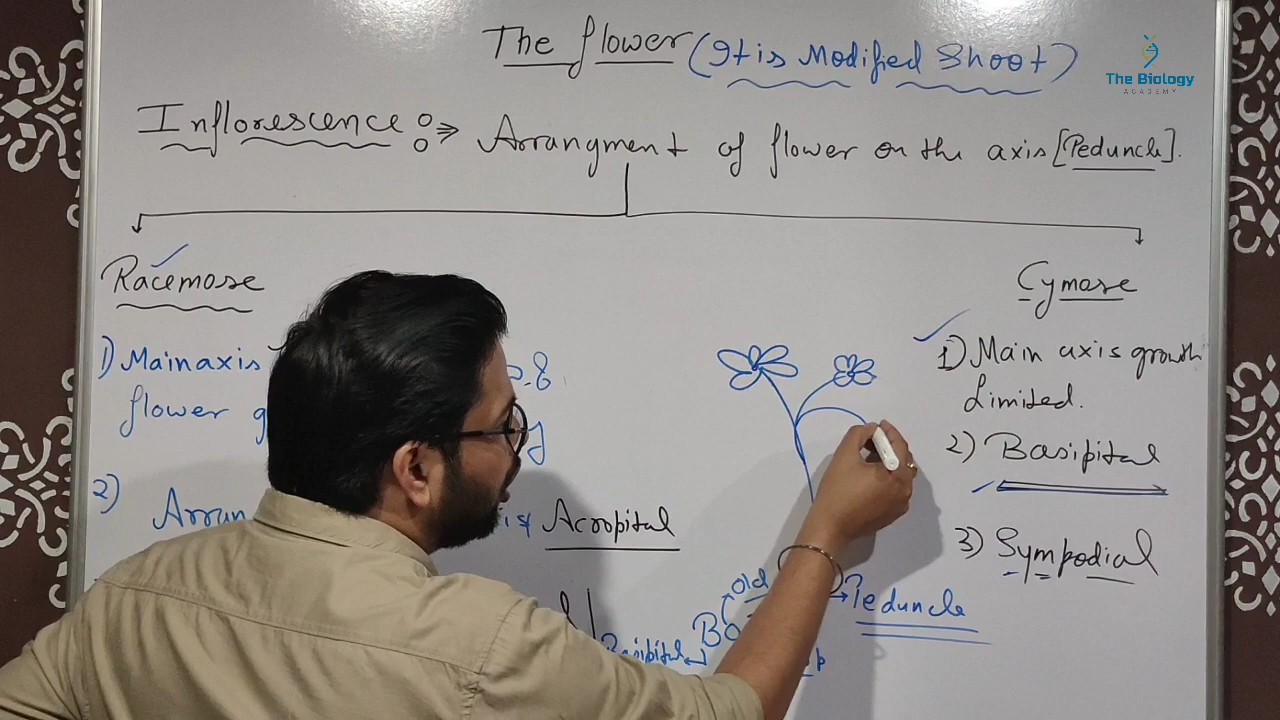 The flower (It is Modified Shoot)
The Biology
ACADEMY
Inflorescence :⇒ Arrangment of flower on the axis [Peduncle].
Racemose
Cymose
1) Main axis
flower g
2)
Acropital
1) Main axis growth
Limited.
2) Basipital
3) Sympodial
Old
Peduncle
Basipital